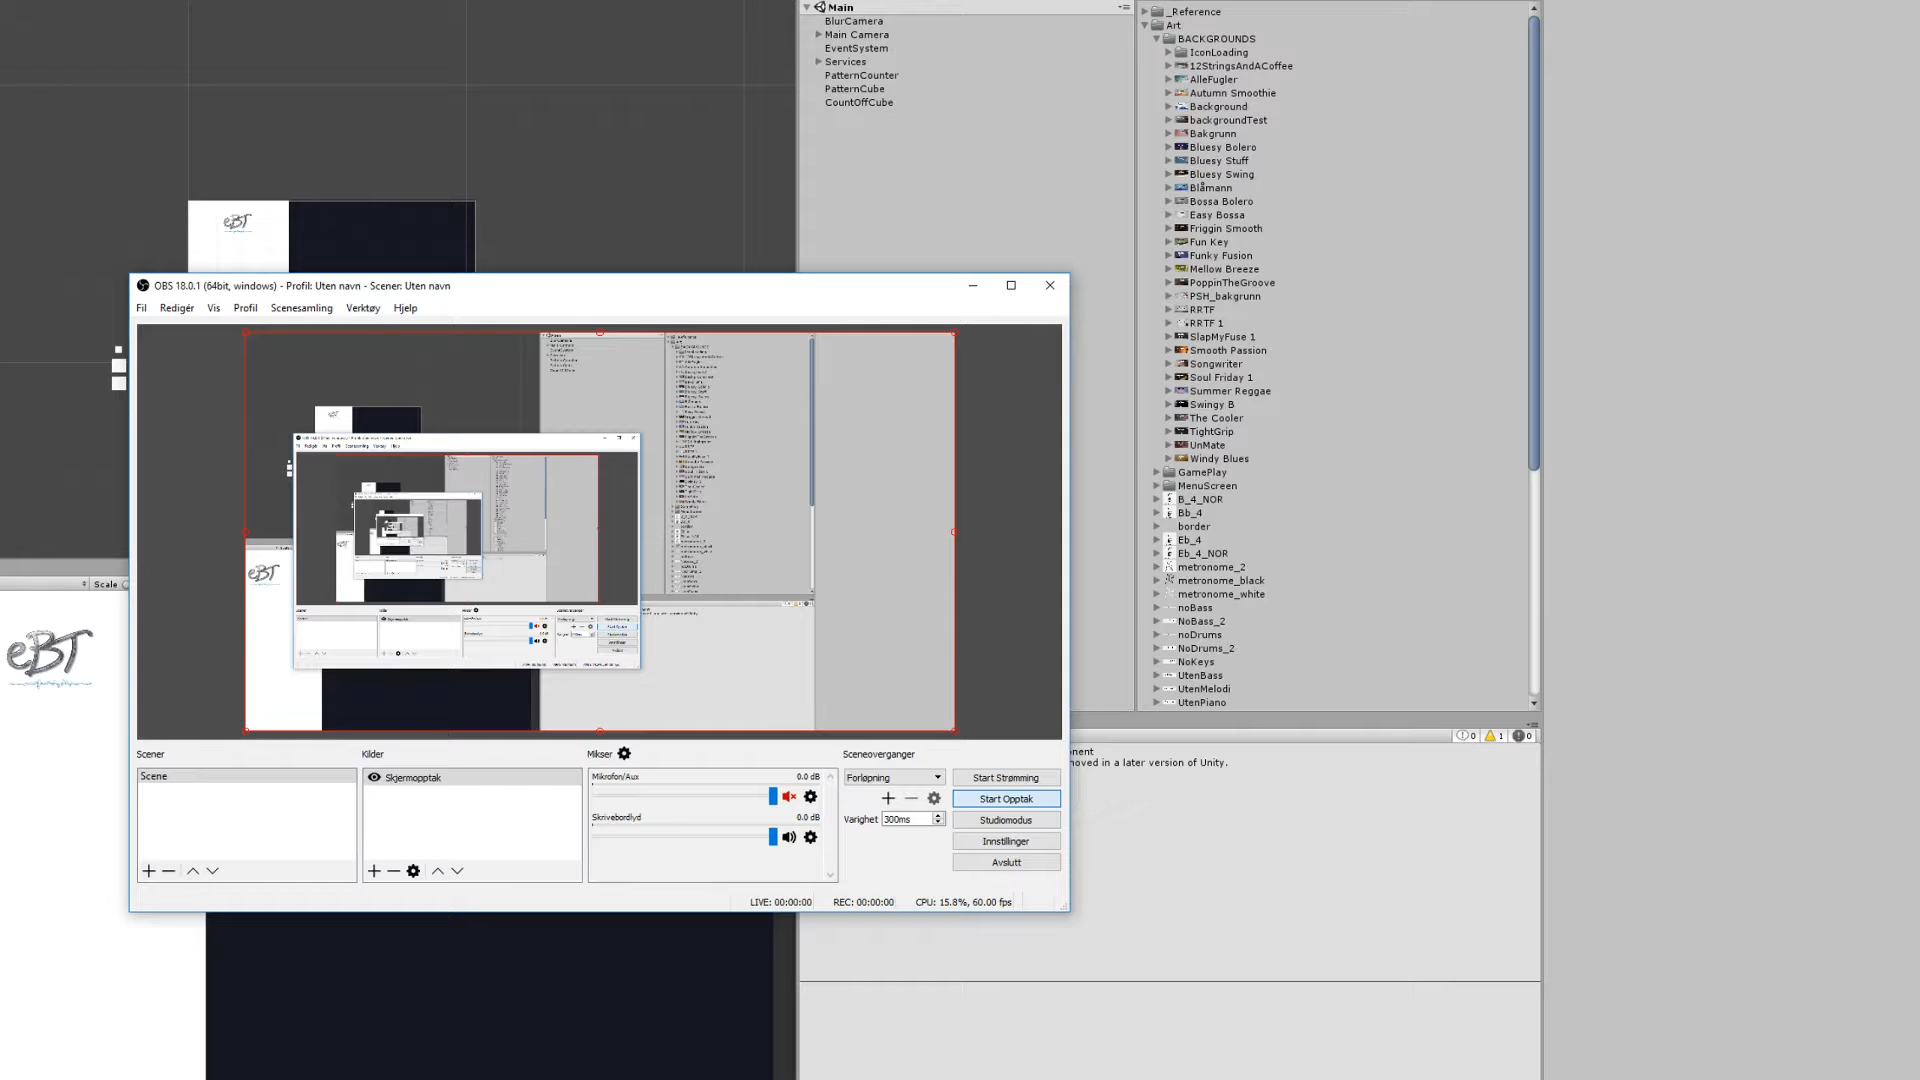 Main
BlurCamera
Main Camera
EventSystem
Services
PatternCounter
PatternCube
CountOffCube
_Reference
Art
BACKGROUNDS
IconLoading
12StringsAndACoffee
AlleFugler
Autumn Smoothie
Background
backgroundTest
Bakgrunn
Bluesy Bolero
Bluesy Stuff
Bluesy Swing
Blåmann
Bossa Bolero
Easy Bossa
Friggin Smooth
Fun Key
Funky Fusion
Mellow Breeze
PoppinTheGroove
PSH_bakgrunn
RRTF
RRTF 1
SlapMyFuse 1
Smooth Passion
Songwriter
Soul Friday 1
Summer Reggae
Swingy B
The Cooler
TightGrip
UnMate
Windy Blues
GamePlay
MenuScreen
B_4_NOR
Bb_4
border
Eb_4
Eb_4_NOR
metronome_2
metronome_black
metronome_white
noBass
NoBass_2
noDrums
NoDrums_2
NoKeys
UtenBass
UtenMelodi
UtenPiano
eBT
OBS 18.0.1 (64bit, windows) - Profil: Uten navn - Scener: Uten navn
Fil Redigér Vis Profil Scenesamling Verktøy Hjelp
Scale
eBT
Scener
Scene
Kilder
Skjermopptak
Mikser
Mikrofon/Aux 0.0 dB
Skrivebordlyd 0.0 dB
Sceneoverganger
Forløpning
Varighet 300ms
Start Strømming
Start Opptak
Studiomodus
Innstillinger
Avslutt
LIVE: 00:00:00 REC: 00:00:00 CPU: 15.8%, 60.00 fps
0 1 0
nent
moved in a later version of Unity.